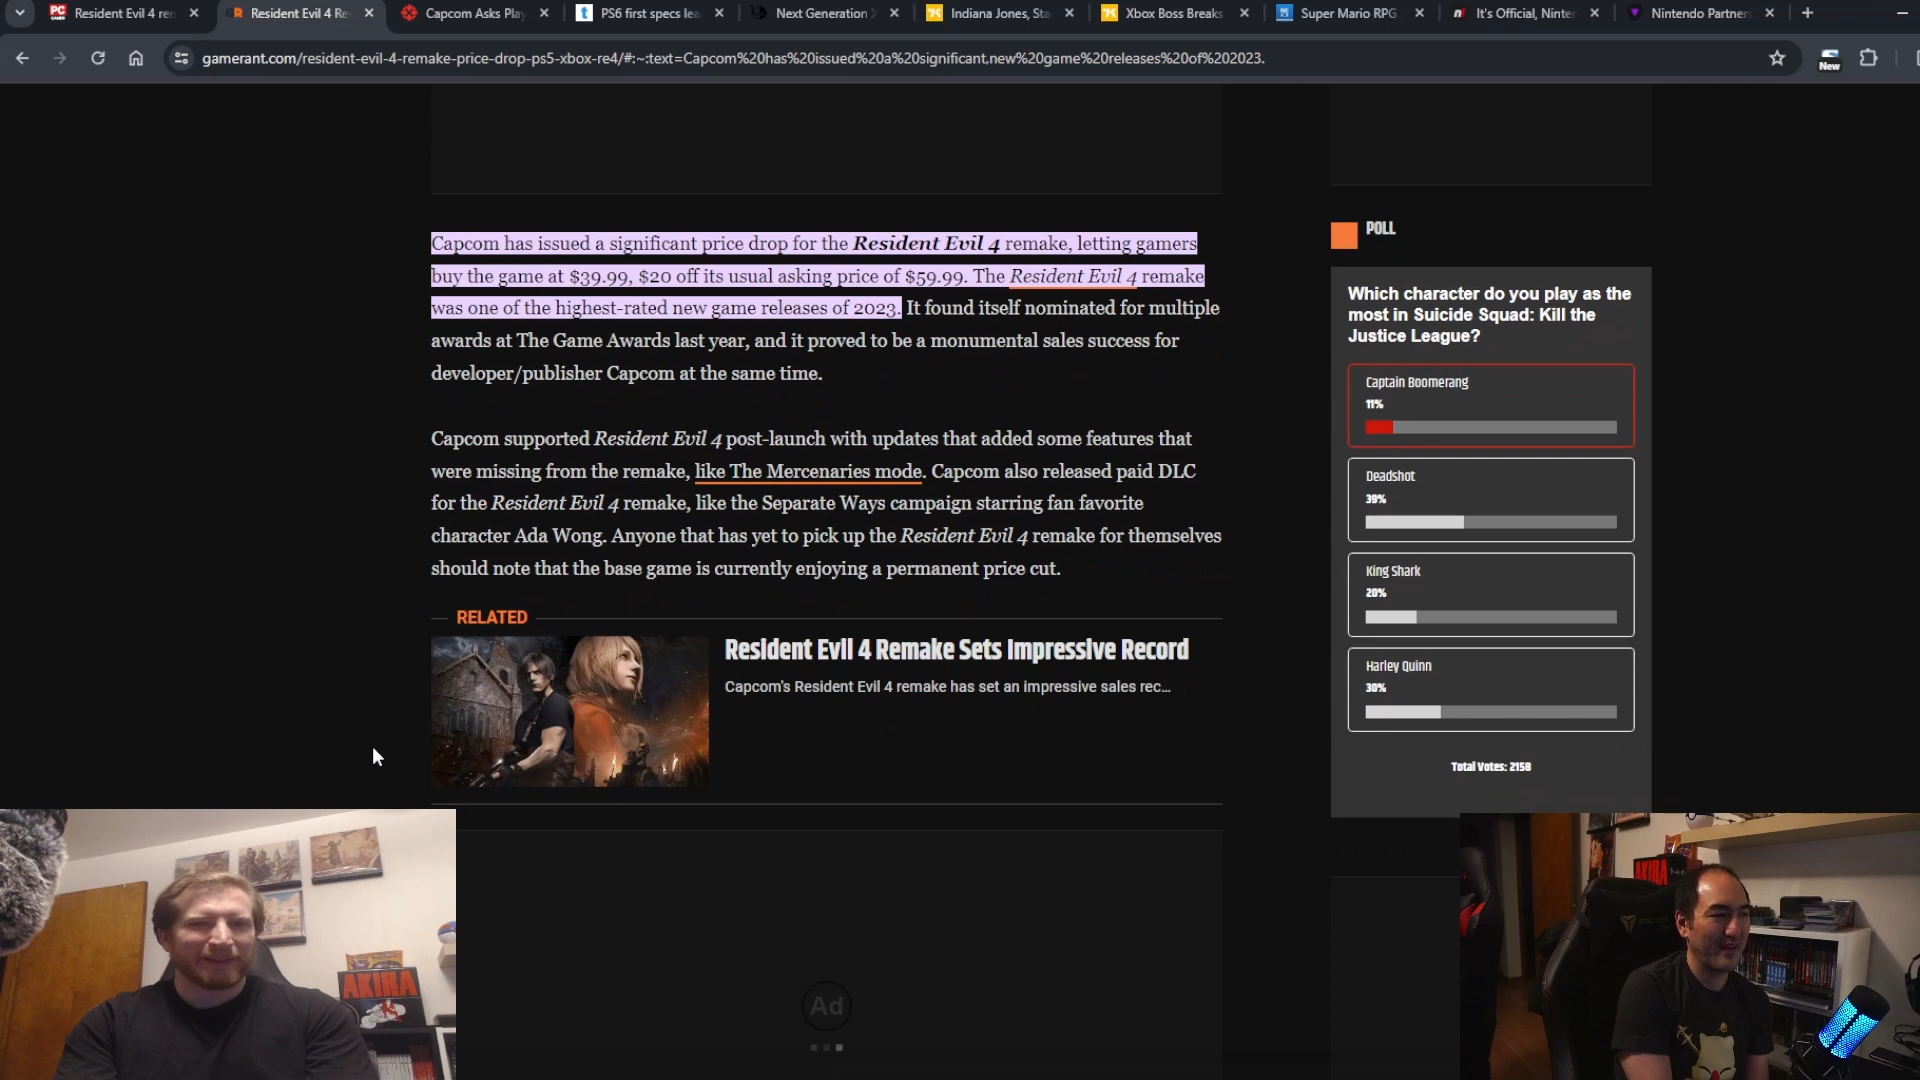 PC GAMER
Resident Evil 4 re
Resident Evil 4 Re
Capcom Asks Play
PS6 first specs lea
Next Generation X
Indiana Jones, Sta
Xbox Boss Breaks
Super Mario RPG
It's Official, Ninte
Nintendo Partner
gamerant.com/resident-evil-4-remake-price-drop-ps5-xbox-re4/#:~:text=Capcom%20has%20issued%20a%20significant,new%20game%20releases%20of%202023.
New
Capcom has issued a significant price drop for the Resident Evil 4 remake, letting gamers
buy the game at $39.99, $20 off its usual asking price of $59.99. The Resident Evil 4 remake
was one of the highest-rated new game releases of 2023. It found itself nominated for multiple
awards at The Game Awards last year, and it proved to be a monumental sales success for
developer/publisher Capcom at the same time.
Capcom supported Resident Evil 4 post-launch with updates that added some features that
were missing from the remake, like The Mercenaries mode. Capcom also released paid DLC
for the Resident Evil 4 remake, like the Separate Ways campaign starring fan favorite
character Ada Wong. Anyone that has yet to pick up the Resident Evil 4 remake for themselves
should note that the base game is currently enjoying a permanent price cut.
RELATED
Resident Evil 4 Remake Sets Impressive Record
Capcom's Resident Evil 4 remake has set an impressive sales rec...
POLL
Which character do you play as the
most in Suicide Squad: Kill the
Justice League?
Captain Boomerang
11%
Deadshot
39%
King Shark
20%
Harley Quinn
30%
Total Votes: 2158
Ad
AKIRA
AKIRA